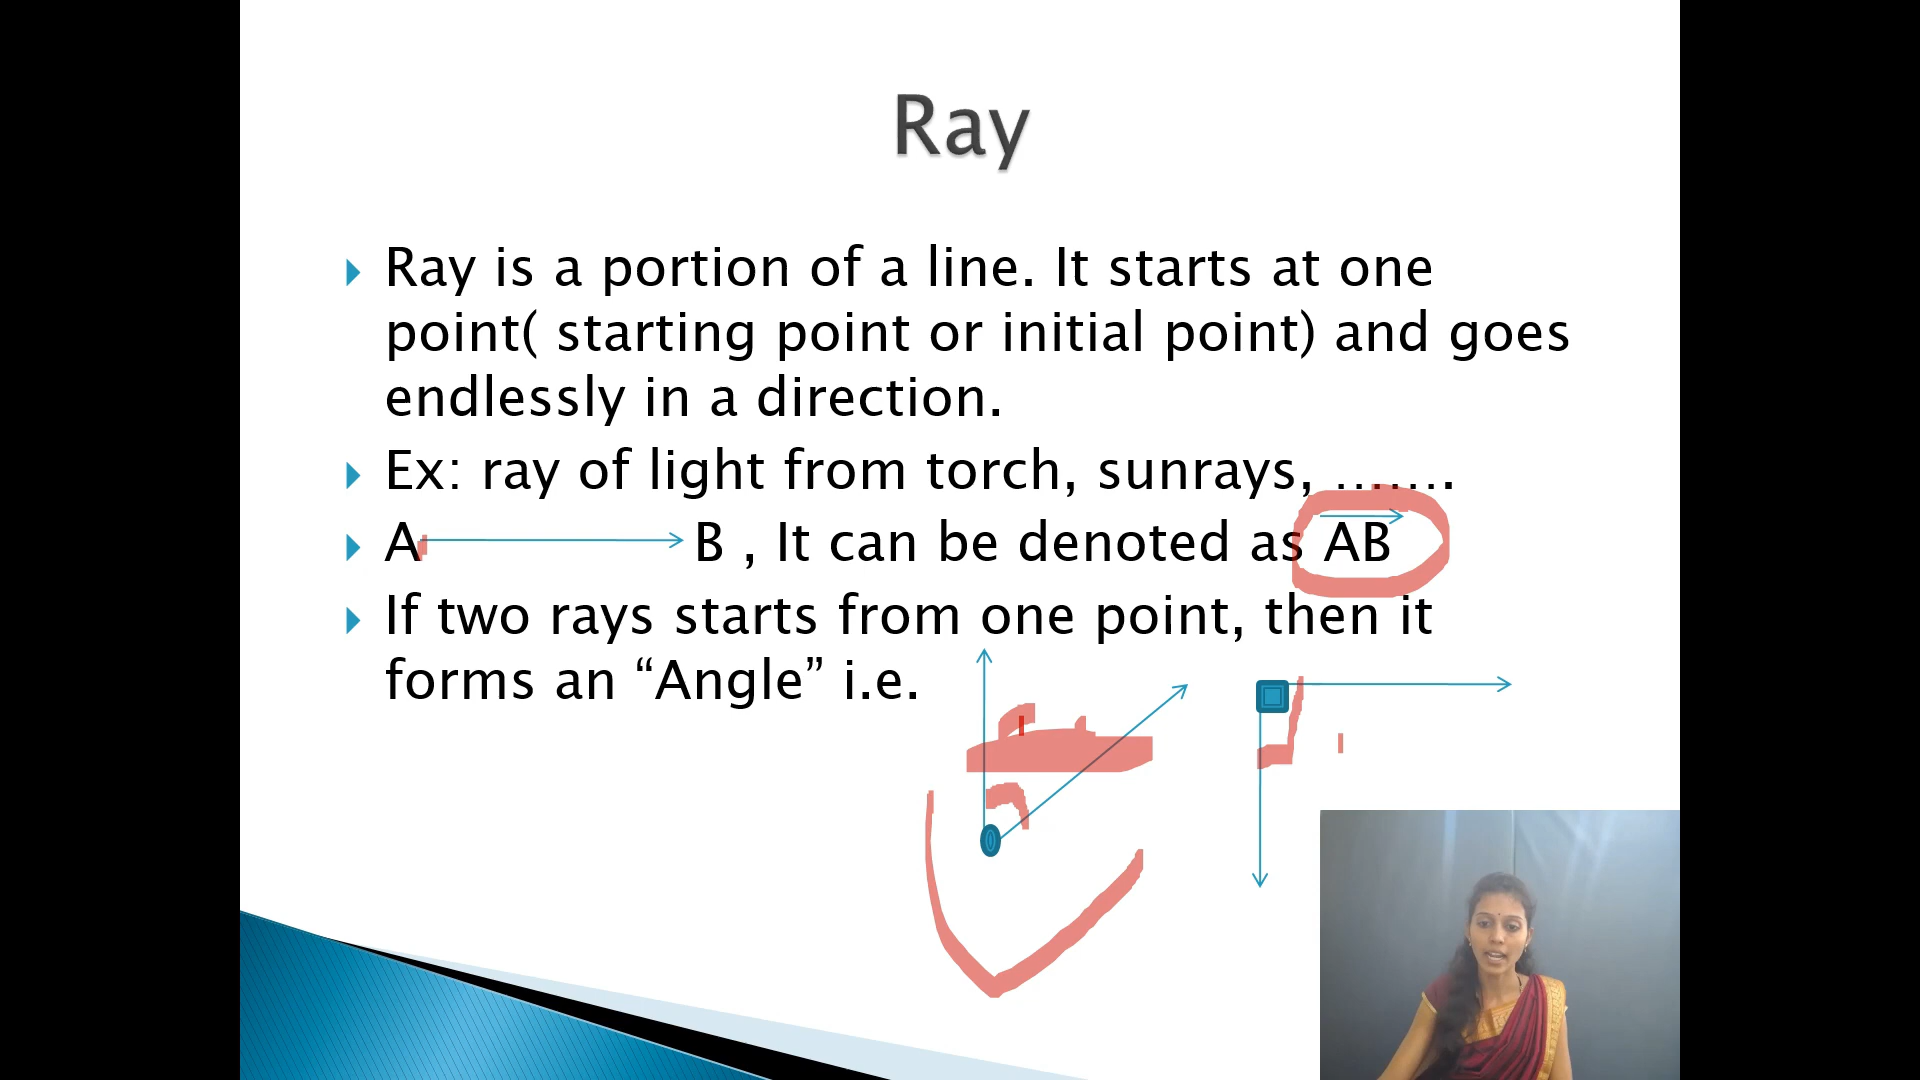 Ray
Ray is a portion of a line. It starts at one
point( starting point or initial point) and goes
endlessly in a direction.
Ex: ray of light from torch, sunrays, …….
A B , It can be denoted as AB
If two rays starts from one point, then it
forms an “Angle” i.e.